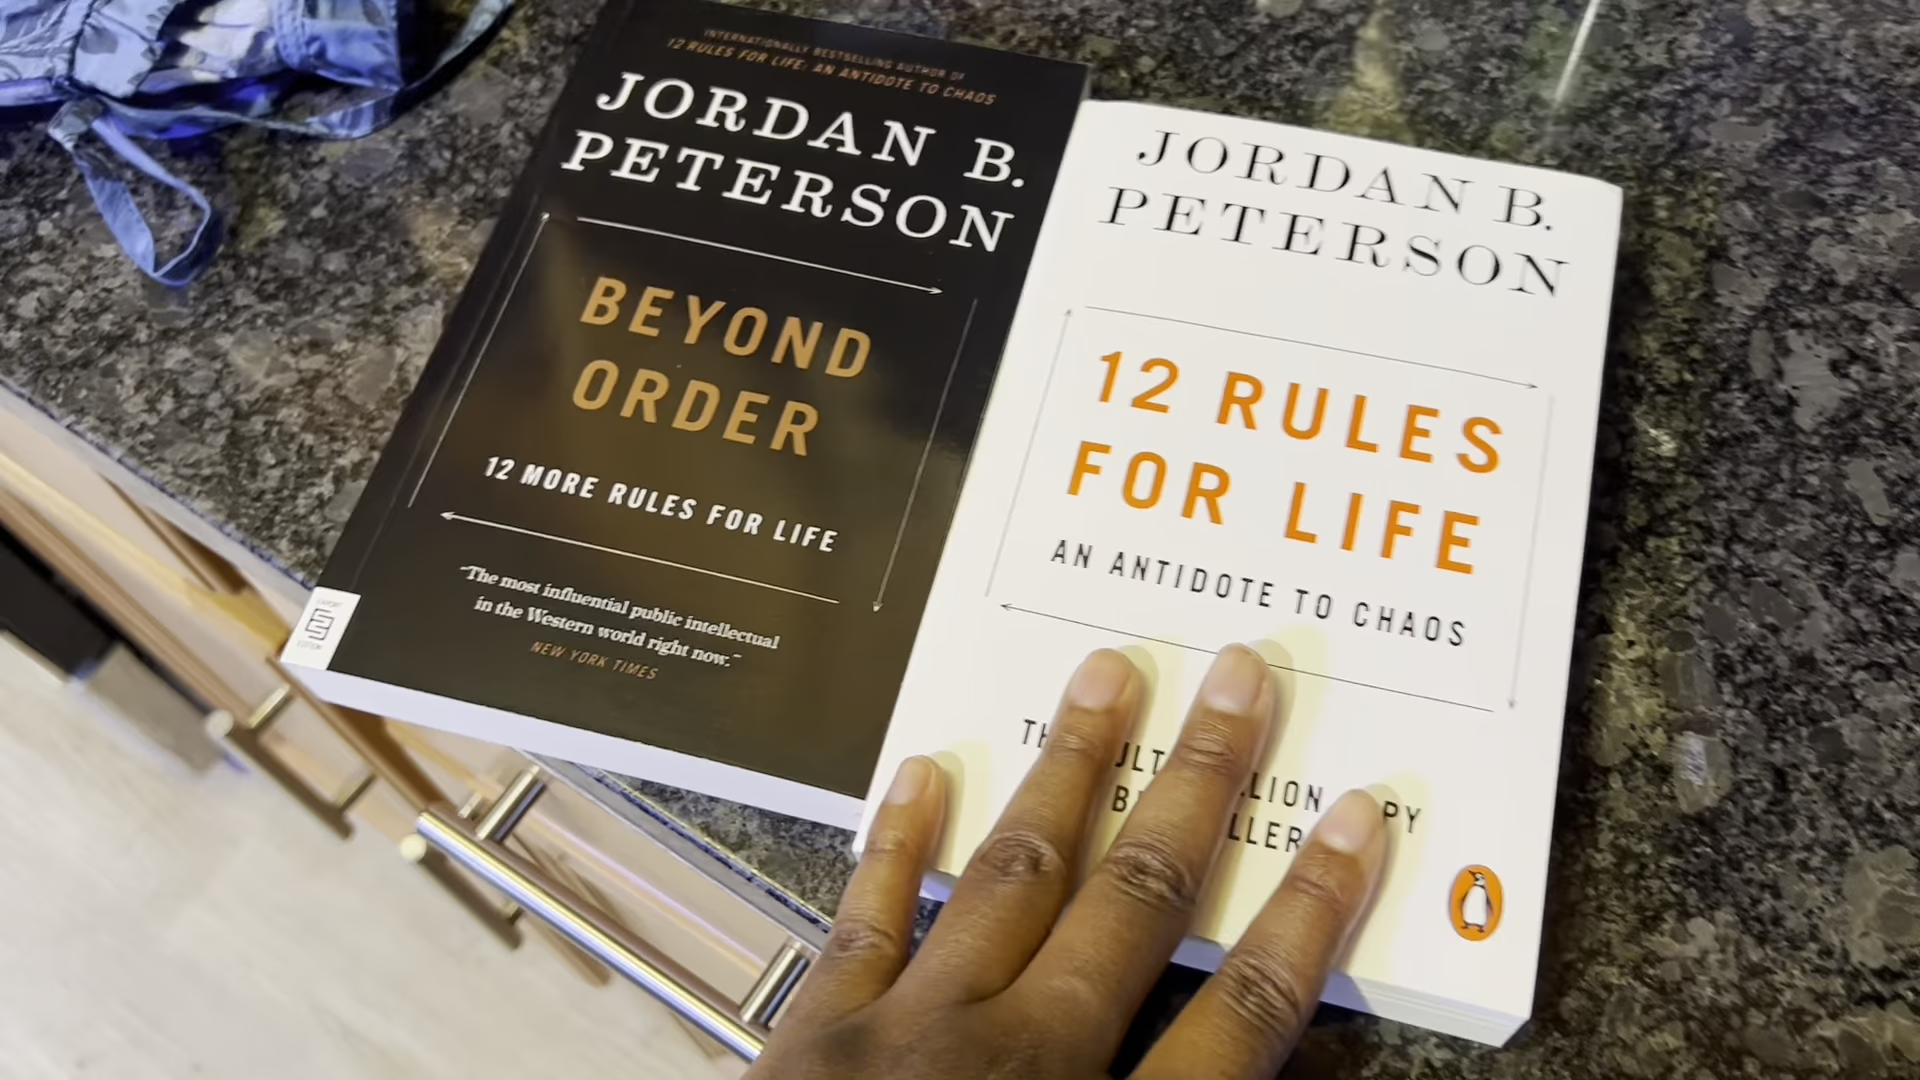 INTERNATIONALLY BESTSELLING AUTHOR OF
12 RULES FOR LIFE: AN ANTIDOTE TO CHAOS
JORDAN B.
PETERSON
BEYOND
ORDER
12 MORE RULES FOR LIFE
"The most influential public intellectual
in the Western world right now."
NEW YORK TIMES
EXPORT
EDITION
JORDAN B.
PETERSON
12 RULES
FOR LIFE
AN ANTIDOTE TO CHAOS